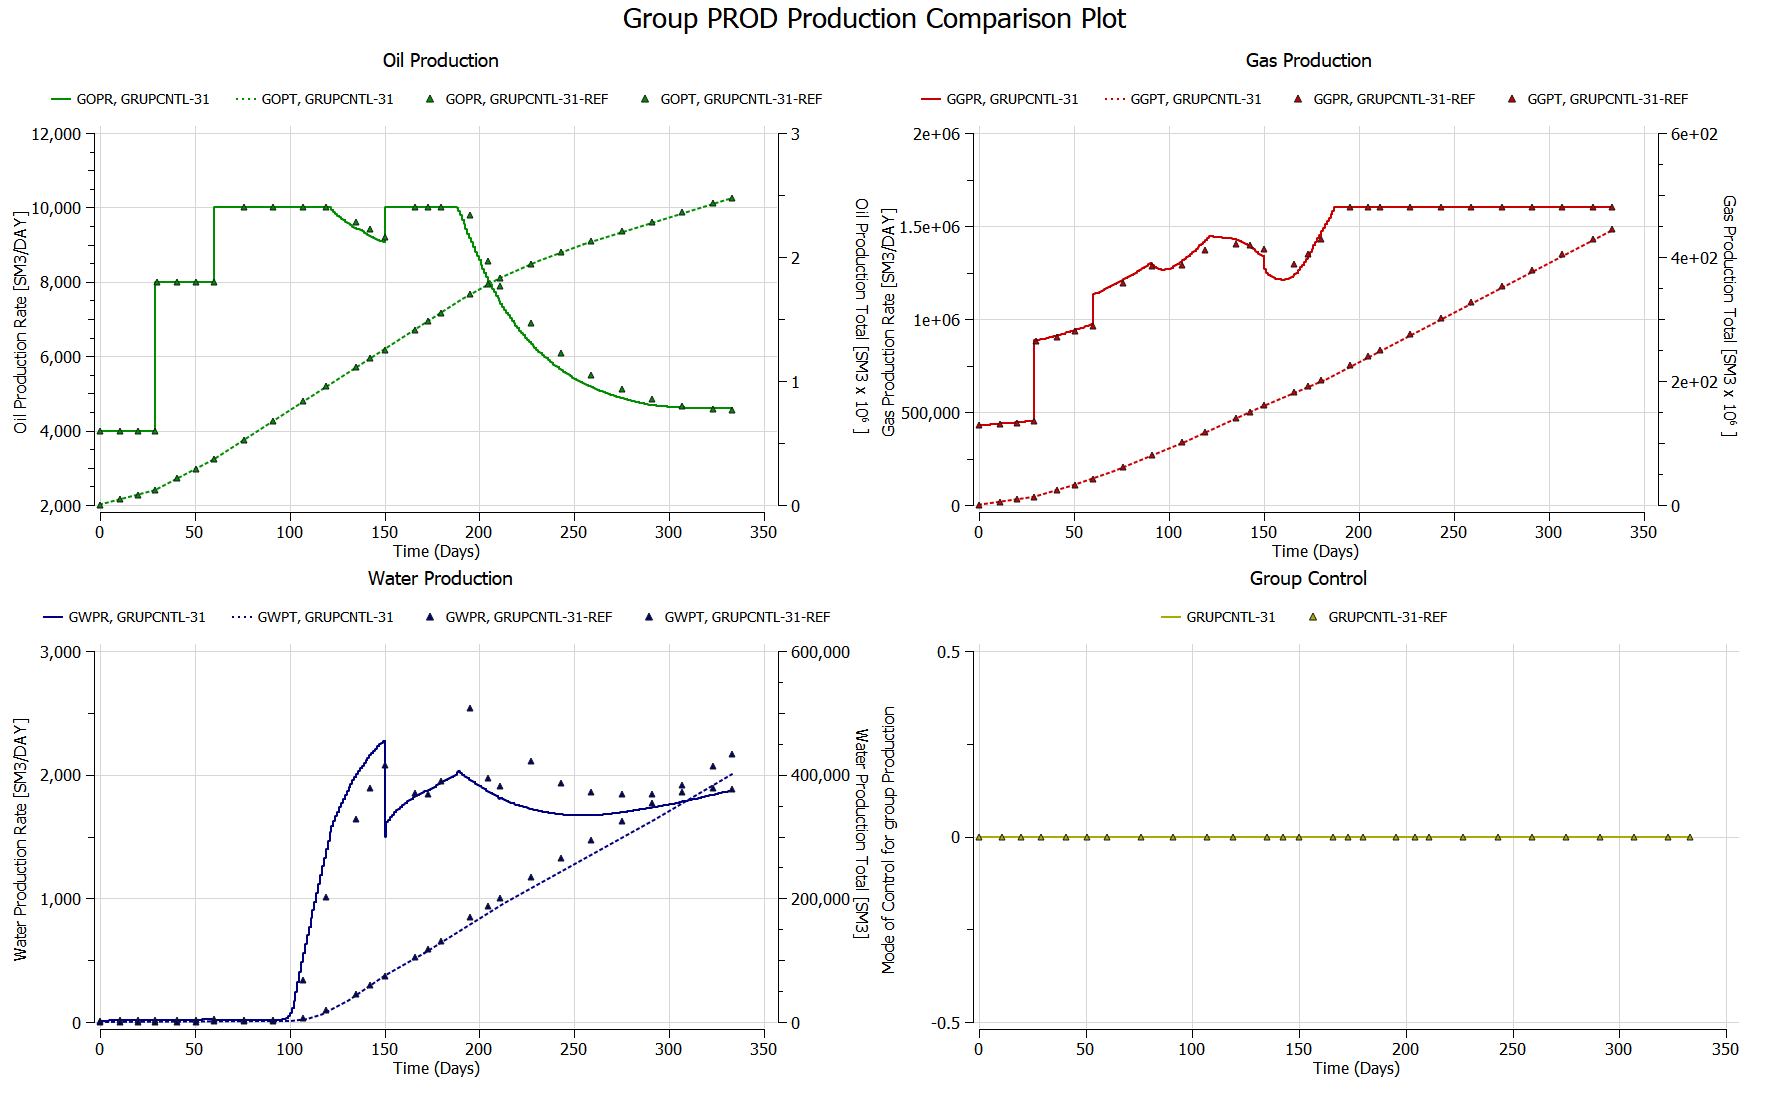 Group PROD Production Comparison Plot
Oil Production
GOPR, GRUPCNTL-31 GOPT, GRUPCNTL-31 GOPR, GRUPCNTL-31-REF GOPT, GRUPCNTL-31-REF
12,000
10,000
8,000
6,000
4,000
2,000
Oil Production Rate [SM3/DAY]
3
2
1
0
Oil Production Total [SM3 x 10⁶ ]
0 50 100 150 200 250 300 350
Time (Days)
Gas Production
GGPR, GRUPCNTL-31 GGPT, GRUPCNTL-31 GGPR, GRUPCNTL-31-REF GGPT, GRUPCNTL-31-REF
2e+06
1.5e+06
1e+06
500,000
0
Gas Production Rate [SM3/DAY]
6e+02
4e+02
2e+02
0
Gas Production Total [SM3 x 10⁶ ]
0 50 100 150 200 250 300 350
Time (Days)
Water Production
GWPR, GRUPCNTL-31 GWPT, GRUPCNTL-31 GWPR, GRUPCNTL-31-REF GWPT, GRUPCNTL-31-REF
3,000
2,000
1,000
0
Water Production Rate [SM3/DAY]
600,000
400,000
200,000
0
Water Production Total [SM3]
0 50 100 150 200 250 300 350
Time (Days)
Group Control
GRUPCNTL-31 GRUPCNTL-31-REF
0.5
0
-0.5
Mode of Control for group Production
0 50 100 150 200 250 300 350
Time (Days)